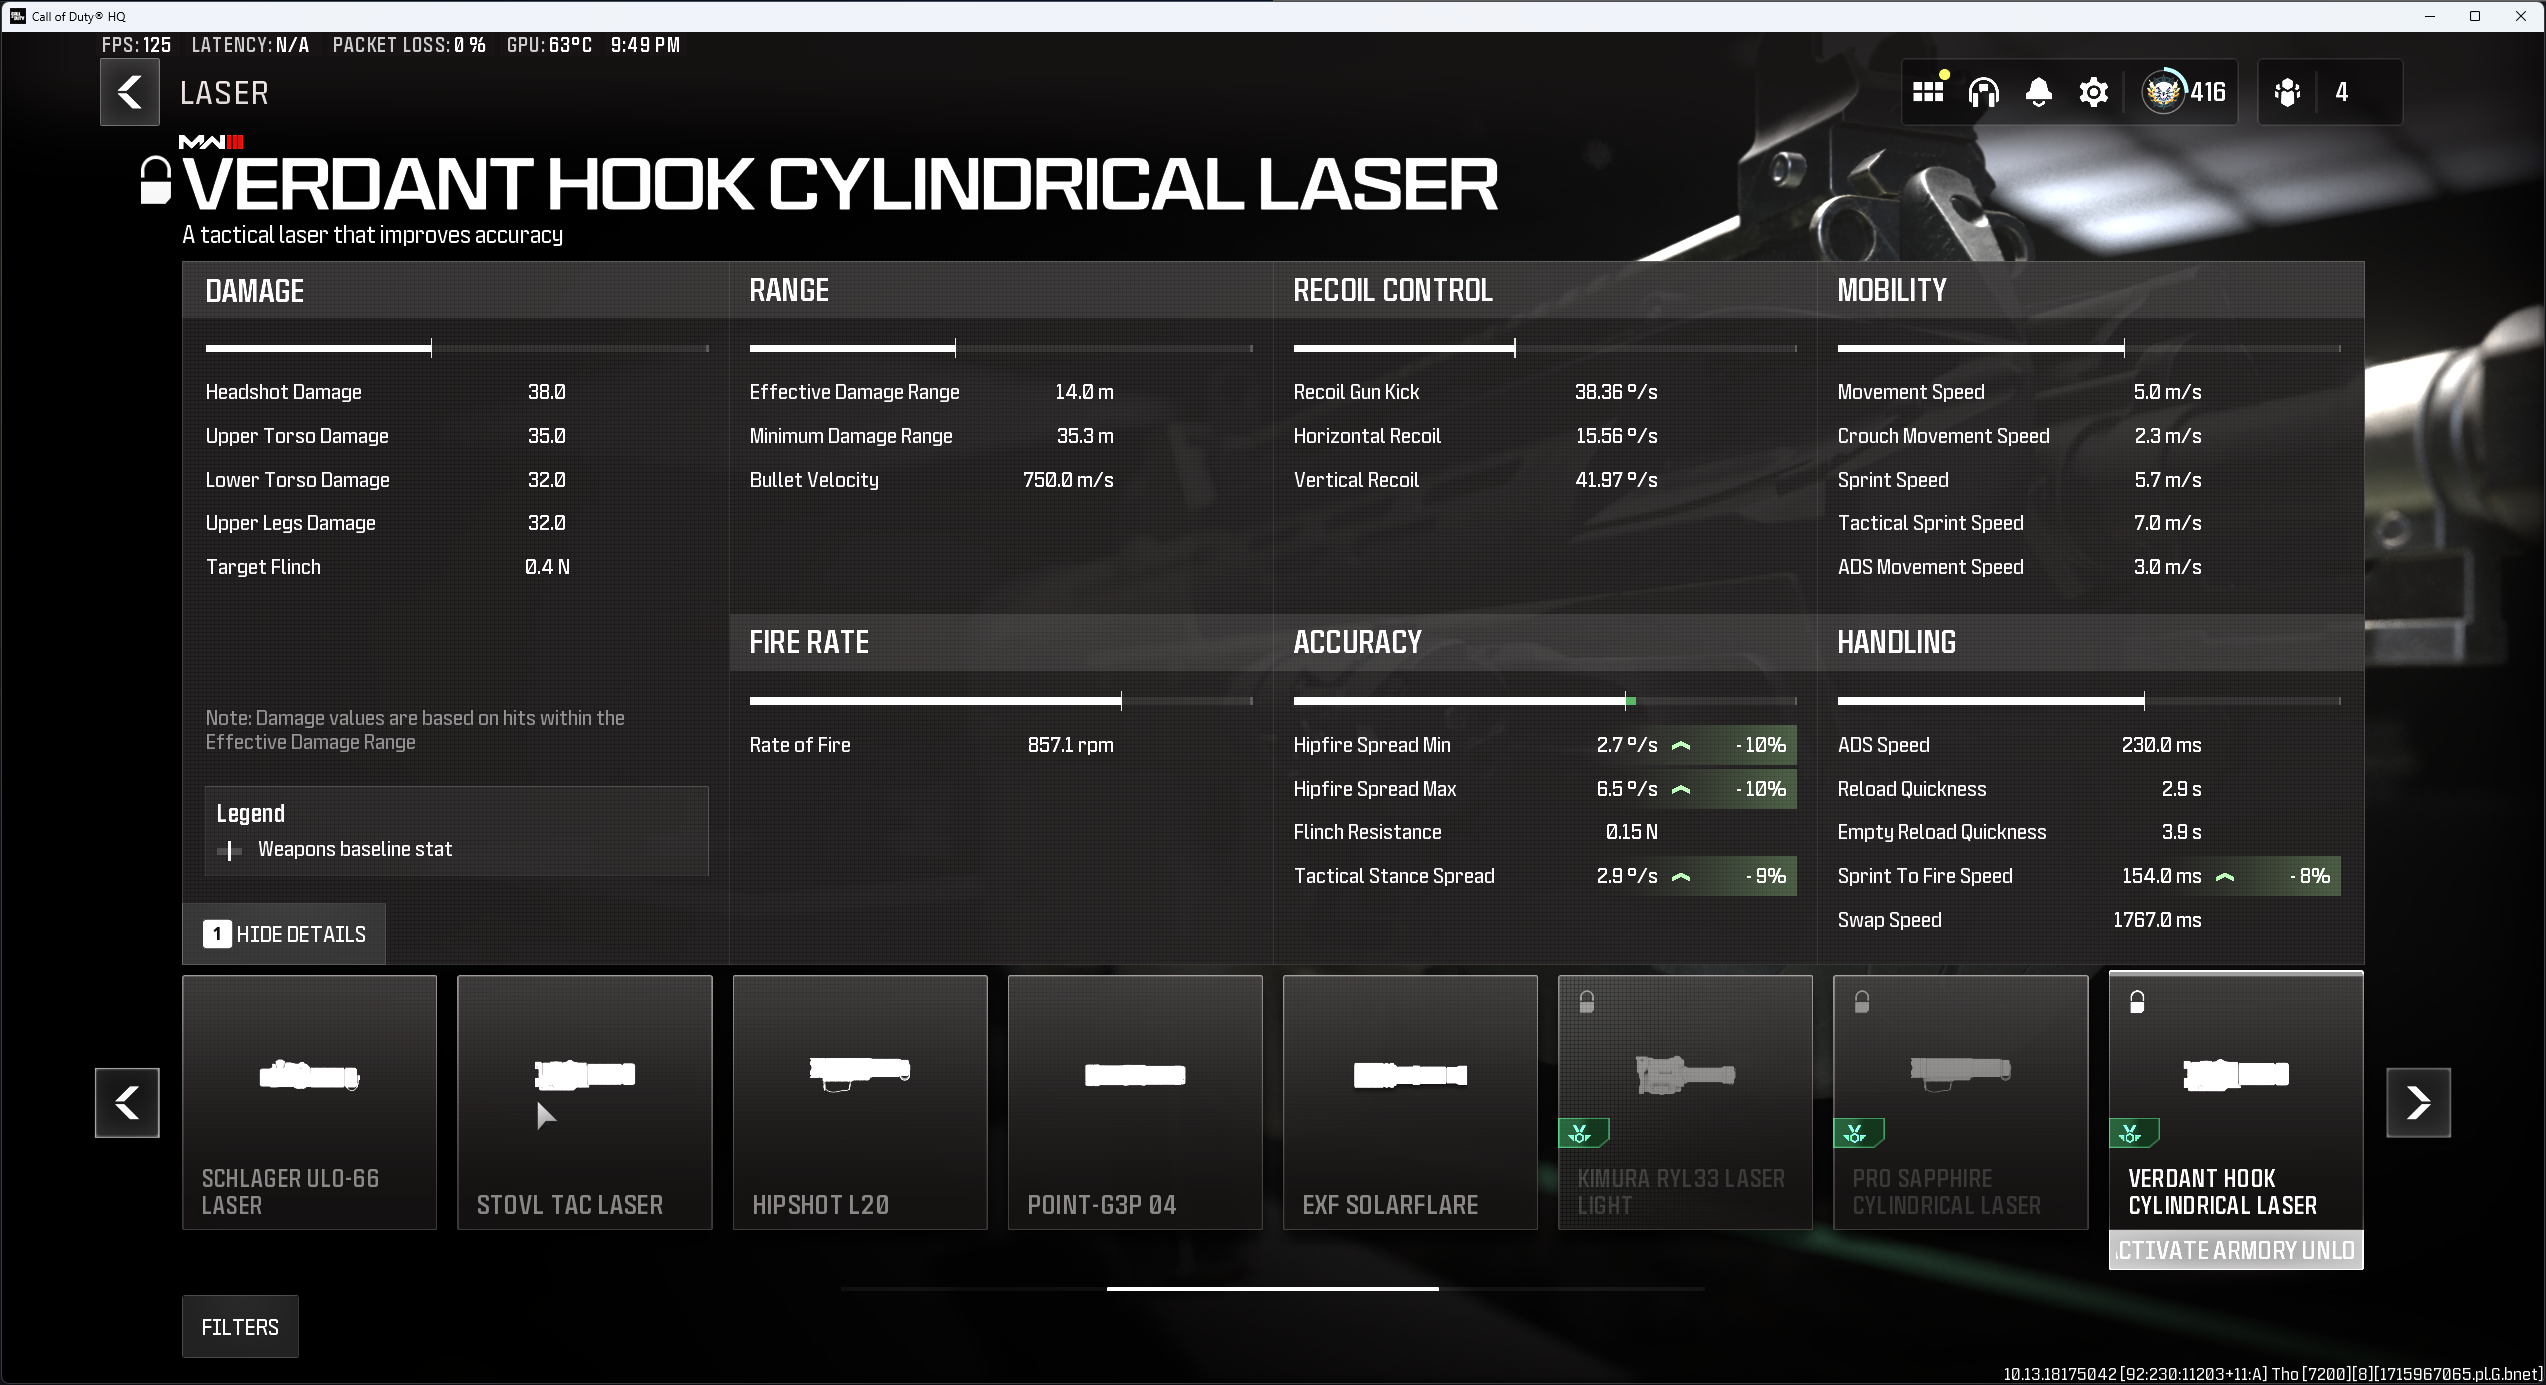 Call of Duty® HQ
FPS: 125 LATENCY: N/A PACKET LOSS: 0 % GPU: 63°C 9:49 PM
LASER
416
4
MWIII
VERDANT HOOK CYLINDRICAL LASER
A tactical laser that improves accuracy
DAMAGE
Headshot Damage 38.0
Upper Torso Damage 35.0
Lower Torso Damage 32.0
Upper Legs Damage 32.0
Target Flinch 0.4 N
Note: Damage values are based on hits within the
Effective Damage Range
Legend
Weapons baseline stat
1 HIDE DETAILS
RANGE
Effective Damage Range 14.0 m
Minimum Damage Range 35.3 m
Bullet Velocity 750.0 m/s
FIRE RATE
Rate of Fire 857.1 rpm
RECOIL CONTROL
Recoil Gun Kick 38.36 º/s
Horizontal Recoil 15.56 º/s
Vertical Recoil 41.97 º/s
ACCURACY
Hipfire Spread Min 2.7 º/s -10%
Hipfire Spread Max 6.5 º/s -10%
Flinch Resistance 0.15 N
Tactical Stance Spread 2.9 º/s -9%
MOBILITY
Movement Speed 5.0 m/s
Crouch Movement Speed 2.3 m/s
Sprint Speed 5.7 m/s
Tactical Sprint Speed 7.0 m/s
ADS Movement Speed 3.0 m/s
HANDLING
ADS Speed 230.0 ms
Reload Quickness 2.9 s
Empty Reload Quickness 3.9 s
Sprint To Fire Speed 154.0 ms -8%
Swap Speed 1767.0 ms
SCHLAGER ULO-66
LASER
STOVL TAC LASER
HIPSHOT L20
POINT-G3P 04
EXF SOLARFLARE
KIMURA RYL33 LASER
LIGHT
PRO SAPPHIRE
CYLINDRICAL LASER
VERDANT HOOK
CYLINDRICAL LASER
CTIVATE ARMORY UNLO
FILTERS
10.13.18175042 [92:230:11203+11:A] Tho [7200][8][1715967065.pl.G.bnet]